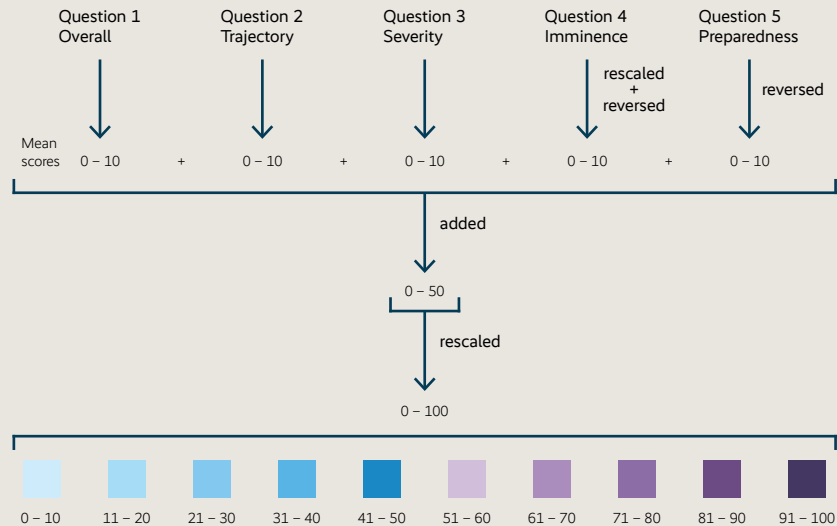 Question 1 Question 2 Question 3 Question 4 Question 5
Overall Trajectory Severity Imminence Preparedness
rescaled
+
reversed
reversed
Mean
scores 0 – 10 + 0 – 10 + 0 – 10 + 0 – 10 + 0 – 10
added
0 – 50
rescaled
0 – 100
0 – 10 11 – 20 21 – 30 31 – 40 41 – 50 51 – 60 61 – 70 71 – 80 81 – 90 91 – 100